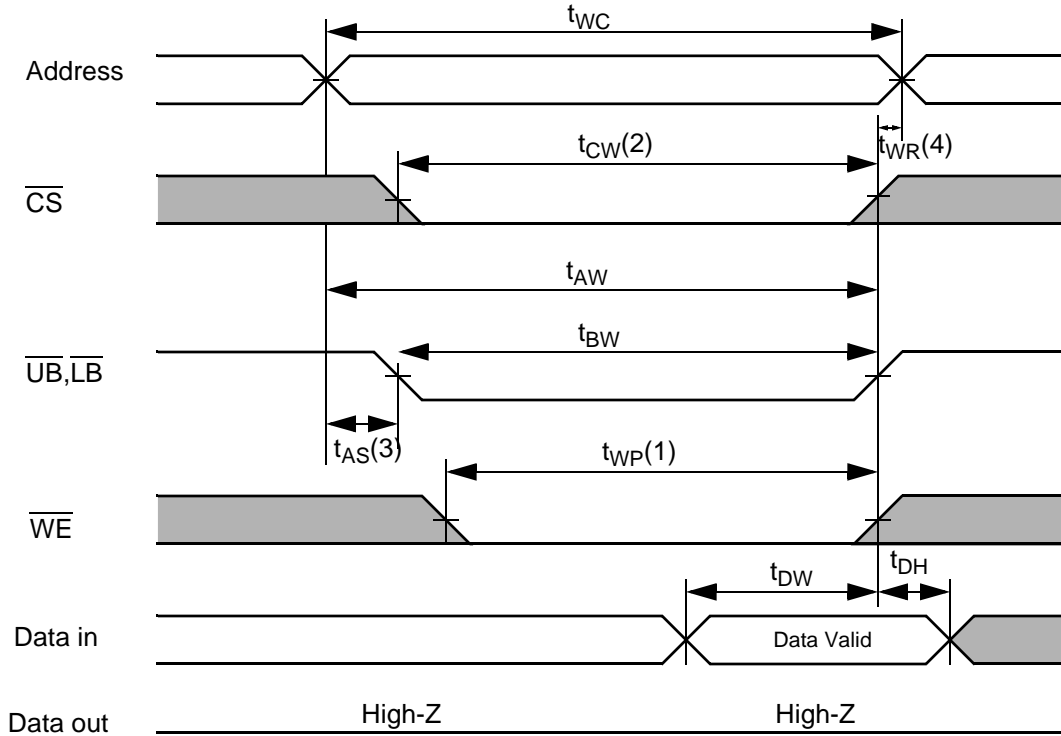 tWC
Address
tCW(2)
tWR(4)
CS
tAW
tBW
UB,LB
tAS(3)
tWP(1)
WE
tDW
tDH
Data in
Data Valid
Data out
High-Z
High-Z